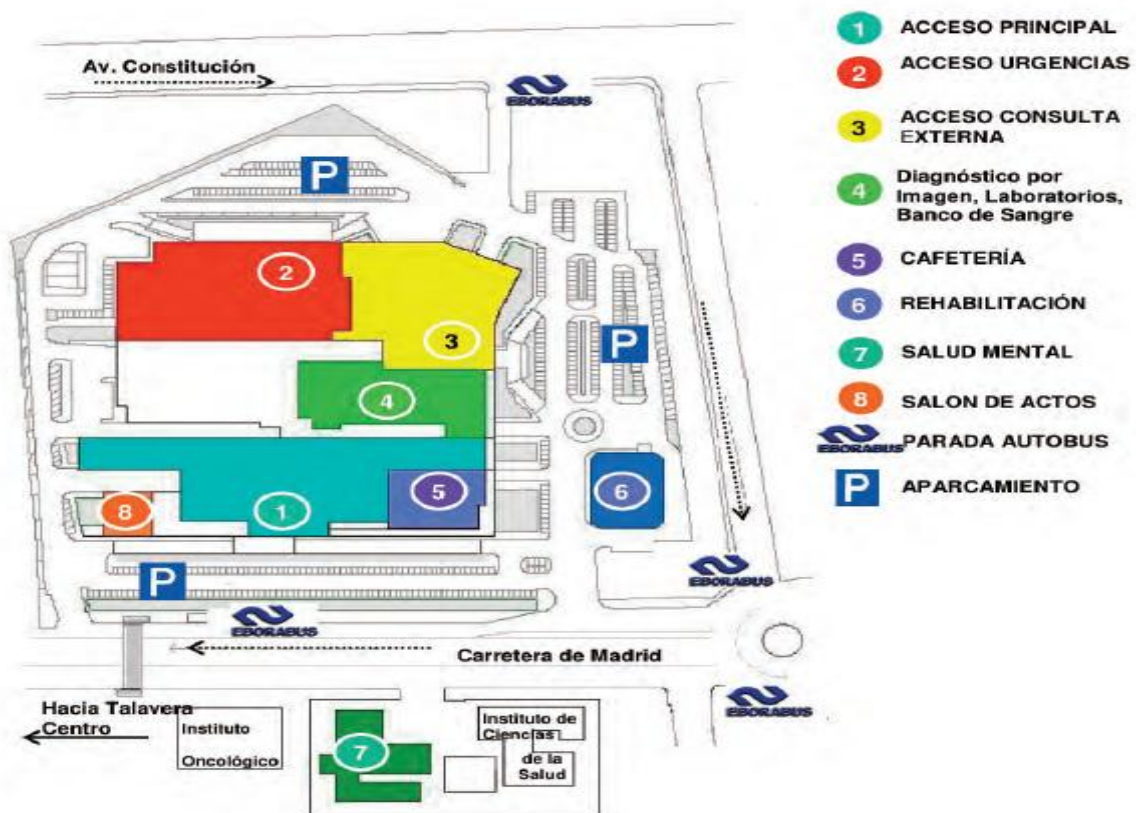 Av. Constitución
EBORABUS
P
2
3
P
4
5
6
8
1
EBORABUS
P
EBORABUS
Carretera de Madrid
EBORABUS
Hacia Talavera
Centro
Instituto
Oncológico
7
Instituto de
Ciencias
de la
Salud
1 ACCESO PRINCIPAL
2 ACCESO URGENCIAS
3 ACCESO CONSULTA
EXTERNA
4 Diagnóstico por
Imagen, Laboratorios,
Banco de Sangre
5 CAFETERÍA
6 REHABILITACIÓN
7 SALUD MENTAL
8 SALON DE ACTOS
EBORABUS PARADA AUTOBUS
P APARCAMIENTO